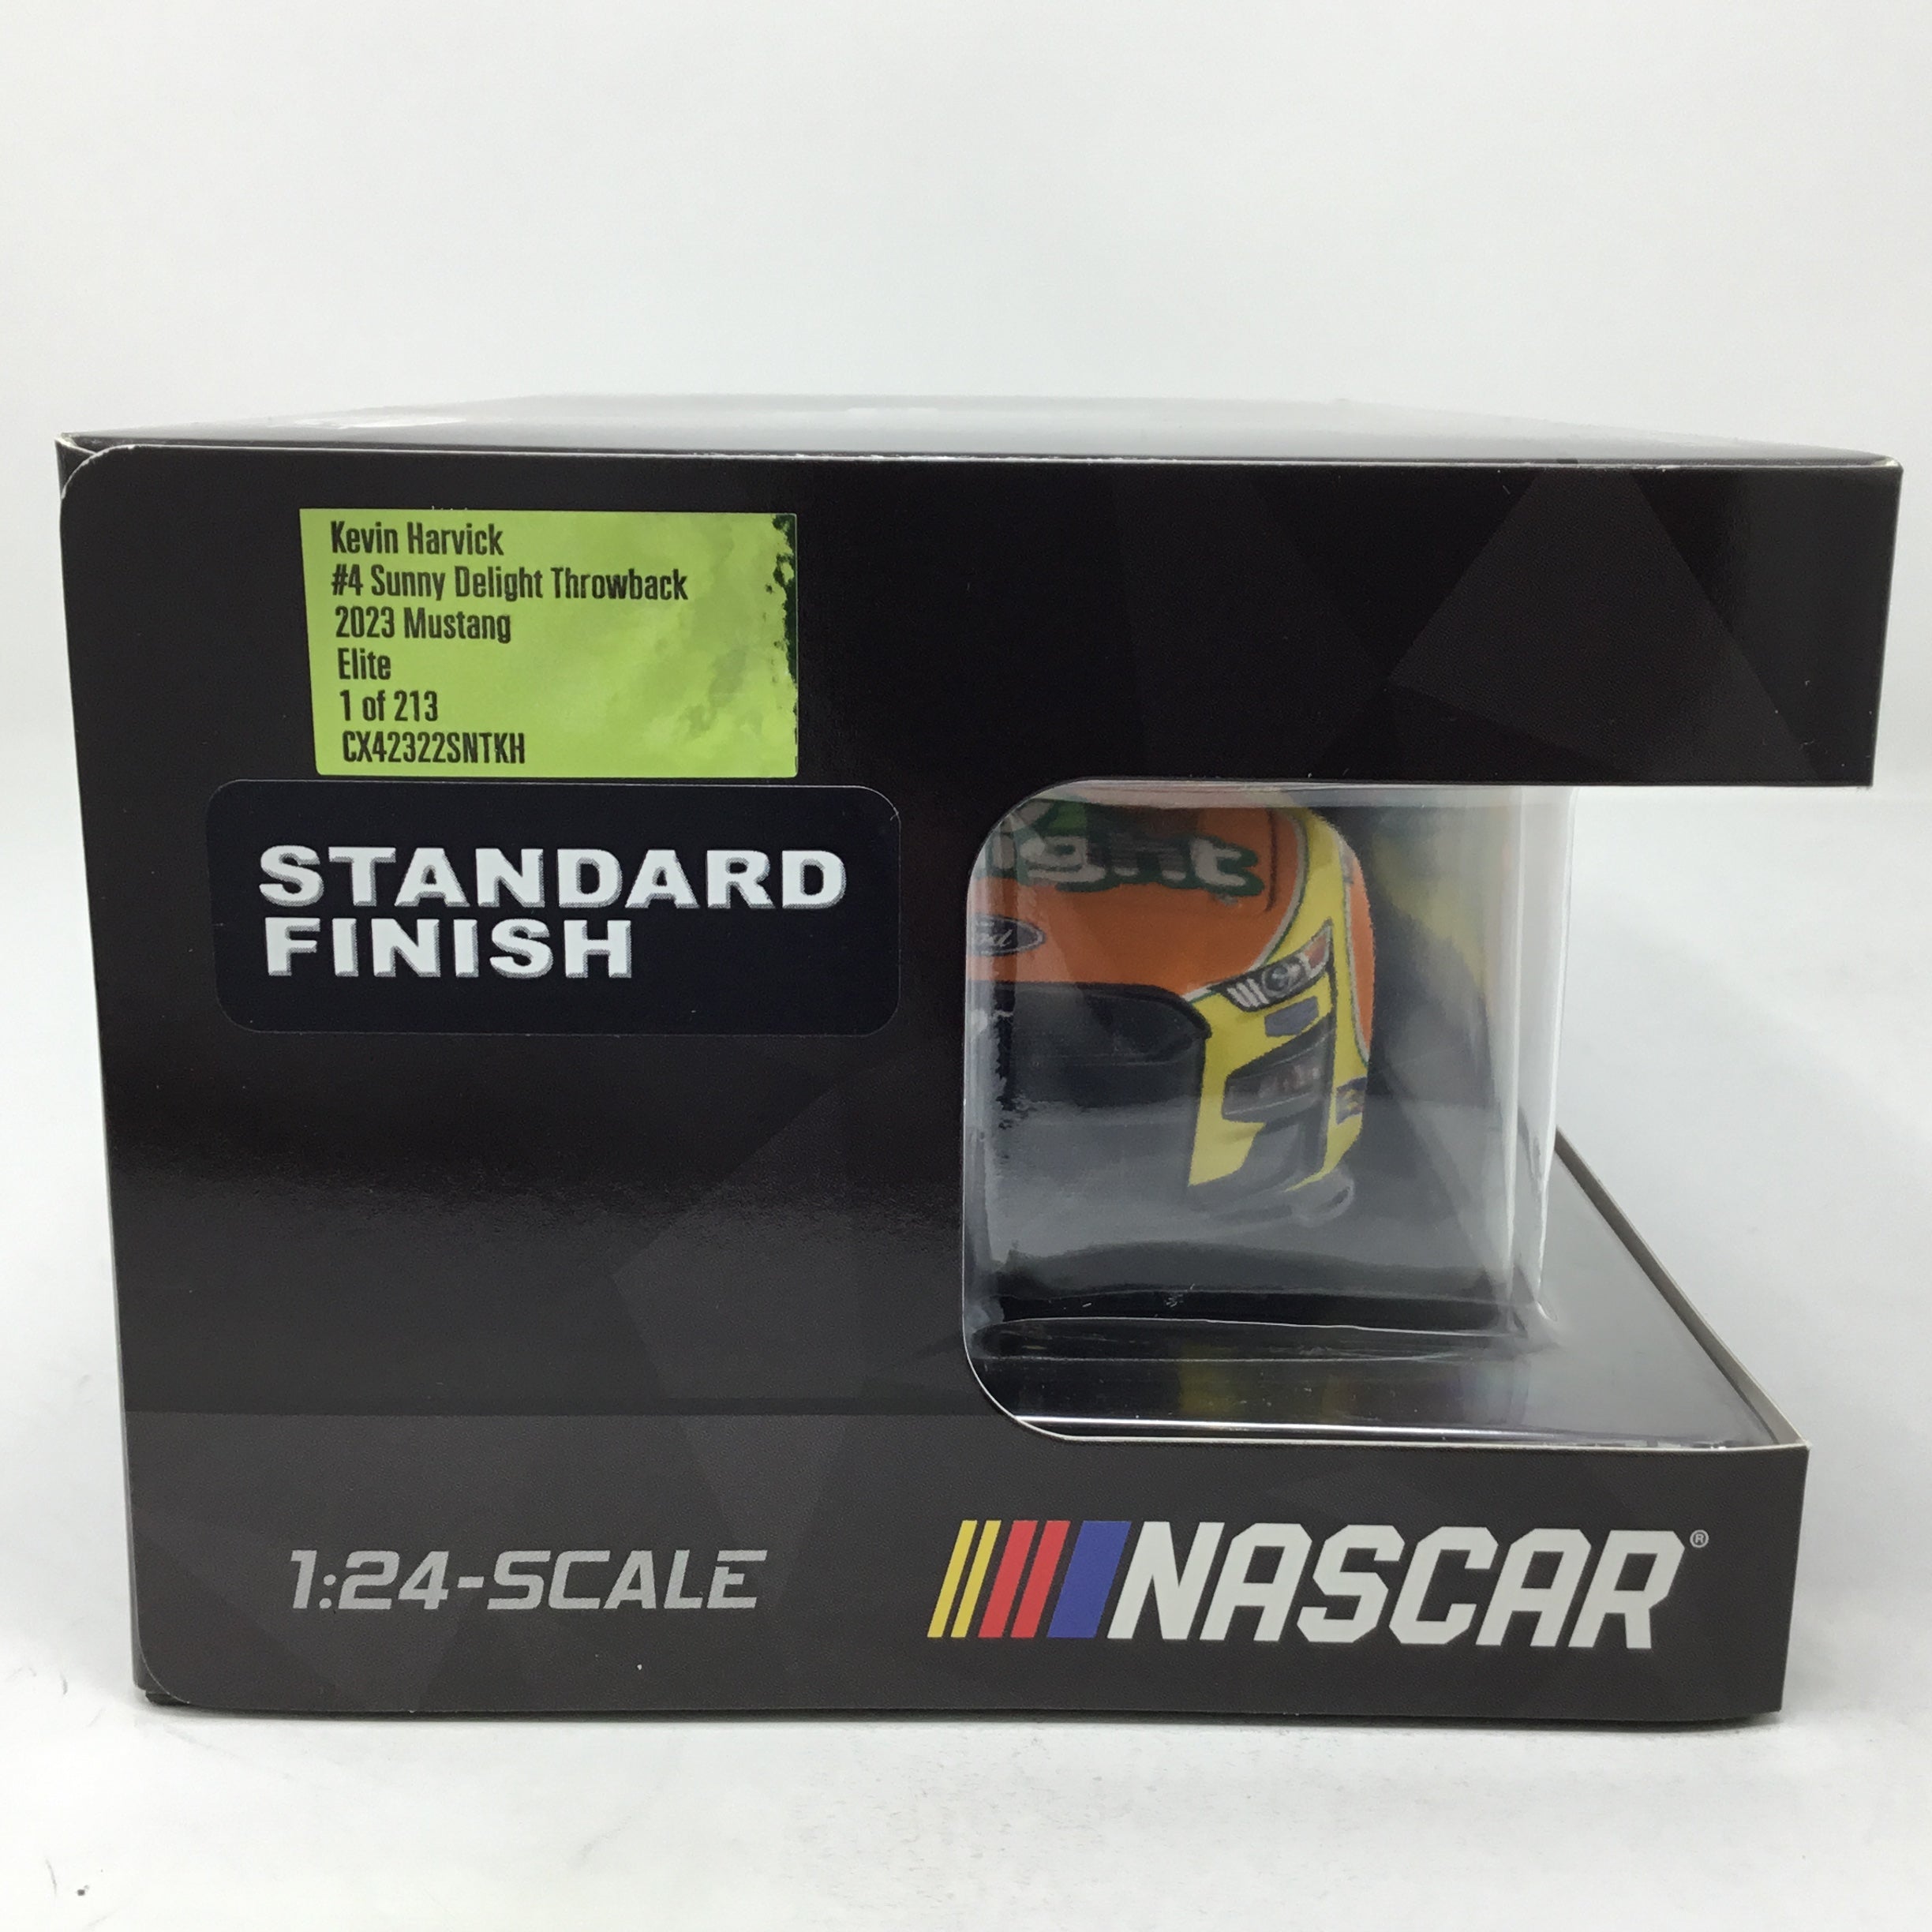 Kevin Harvick
#4 Sunny Delight Throwback
2023 Mustang
Elite
1 of 213
CX42322SNTKH
STANDARD
FINISH
ight
1:24-SCALE
NASCAR®